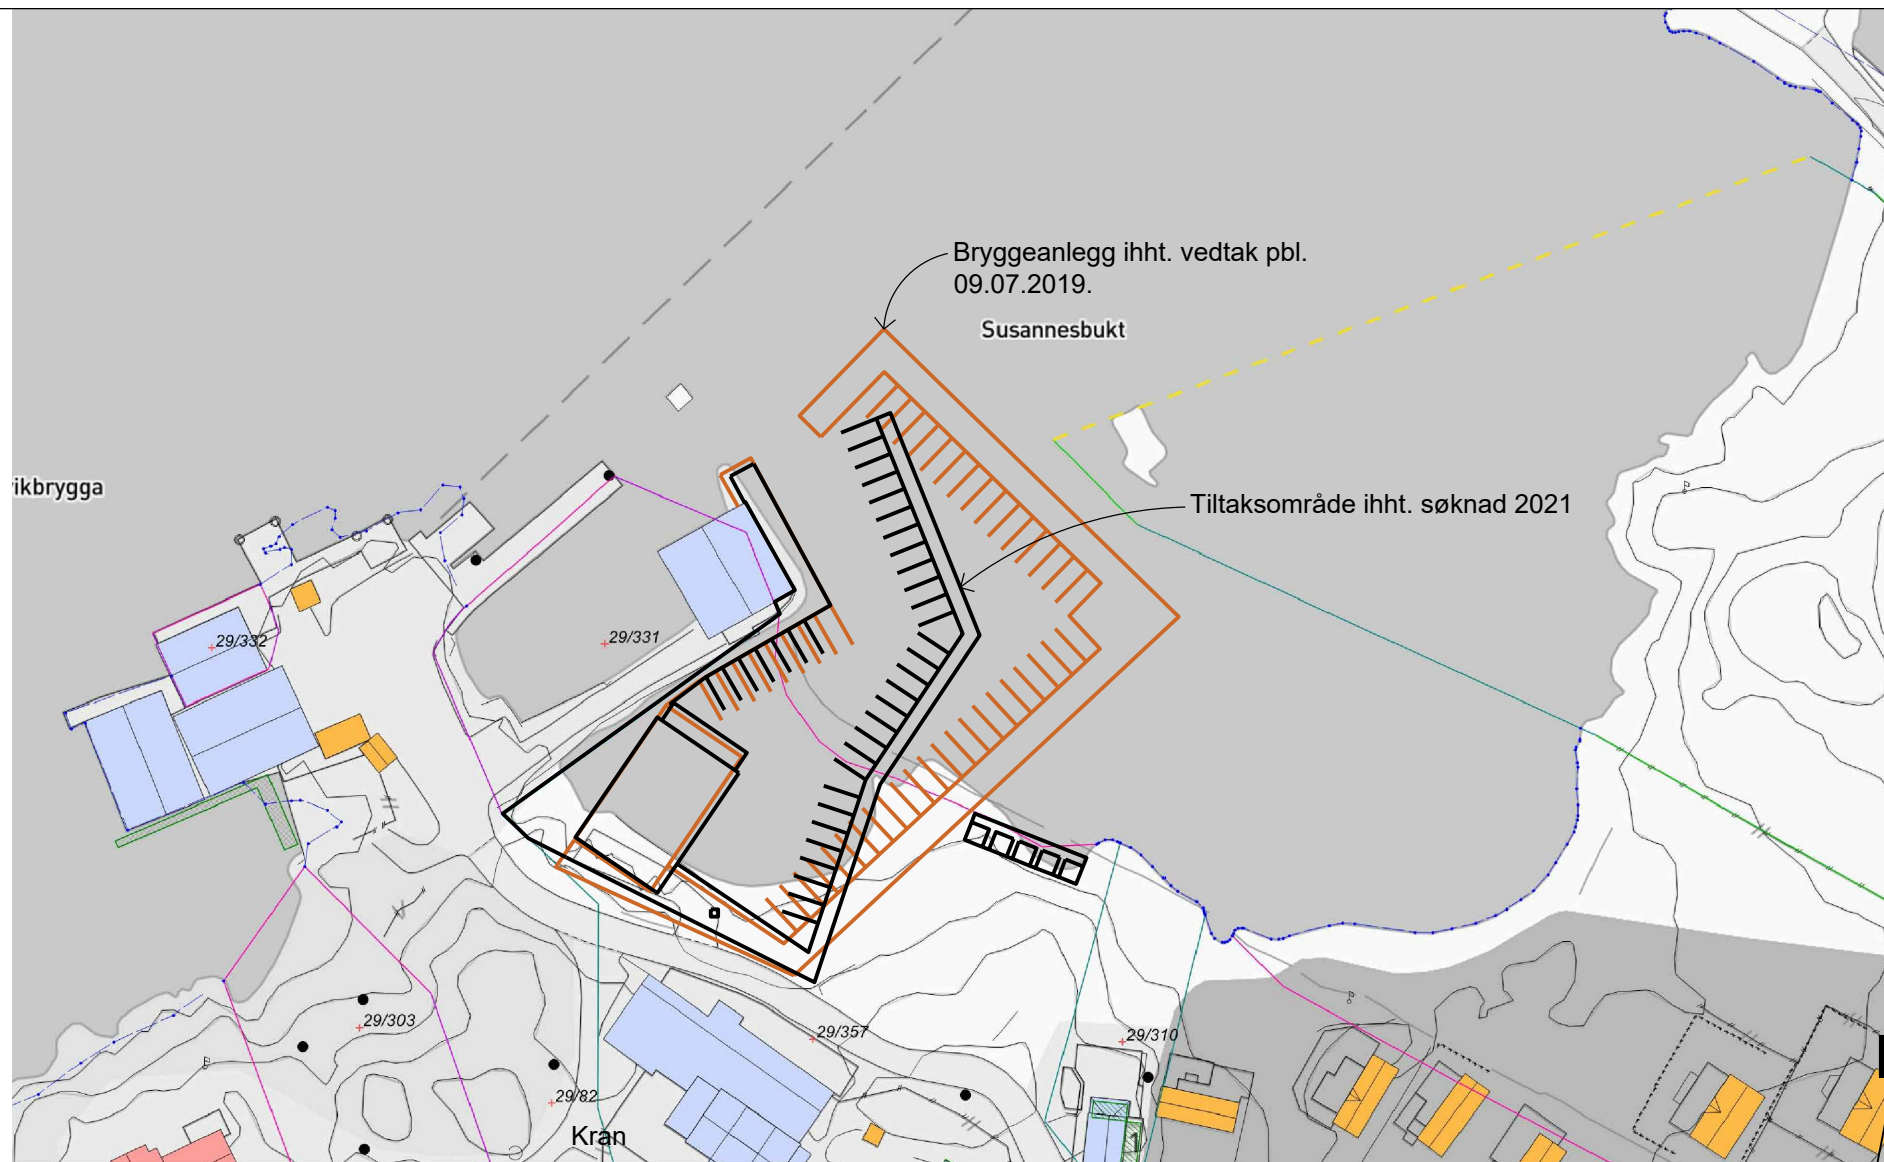 Bryggeanlegg ihht. vedtak pbl.
09.07.2019.
Susannesbukt
ikbrygga
Tiltaksområde ihht. søknad 2021
29/332
29/331
29/303
29/357
29/310
29/82
Kran